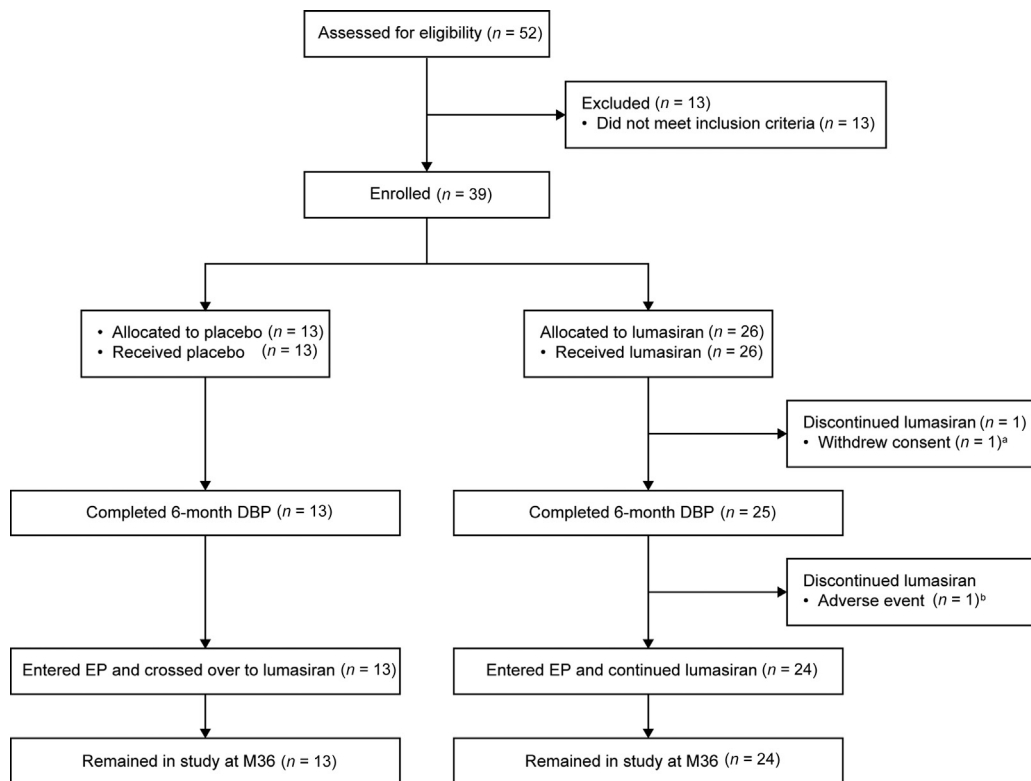 Assessed for eligibility (n = 52)
Excluded (n = 13)
• Did not meet inclusion criteria (n = 13)
Enrolled (n = 39)
• Allocated to placebo (n = 13)
• Received placebo (n = 13)
Allocated to lumasiran (n = 26)
• Received lumasiran (n = 26)
Discontinued lumasiran (n = 1)
• Withdrew consent (n = 1)ᵃ
Completed 6-month DBP (n = 13)
Completed 6-month DBP (n = 25)
Discontinued lumasiran
• Adverse event (n = 1)ᵇ
Entered EP and crossed over to lumasiran (n = 13)
Entered EP and continued lumasiran (n = 24)
Remained in study at M36 (n = 13)
Remained in study at M36 (n = 24)